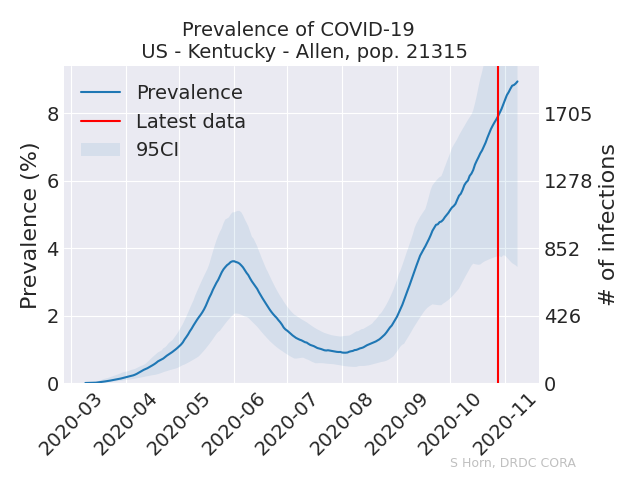 Prevalence of COVID-19
US - Kentucky - Allen, pop. 21315
Prevalence
Latest data
95CI
Prevalence (%)
8
6
4
2
0
1705
1278
852
426
0
# of infections
2020-03
2020-04
2020-05
2020-06
2020-07
2020-08
2020-09
2020-10
2020-11
S Horn, DRDC CORA